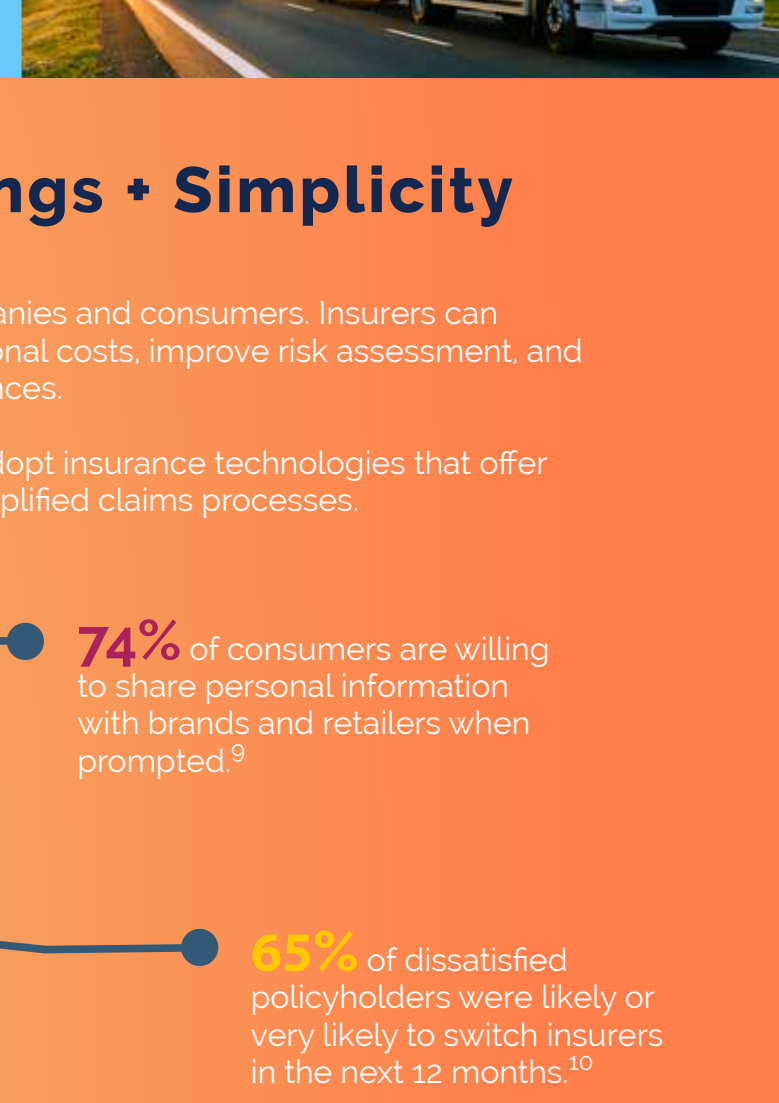 ngs + Simplicity
anies and consumers. Insurers can
onal costs, improve risk assessment, and
nces.
dopt insurance technologies that offer
plified claims processes.
74% of consumers are willing
to share personal information
with brands and retailers when
prompted.9
65% of dissatisfied
policyholders were likely or
very likely to switch insurers
in the next 12 months.10